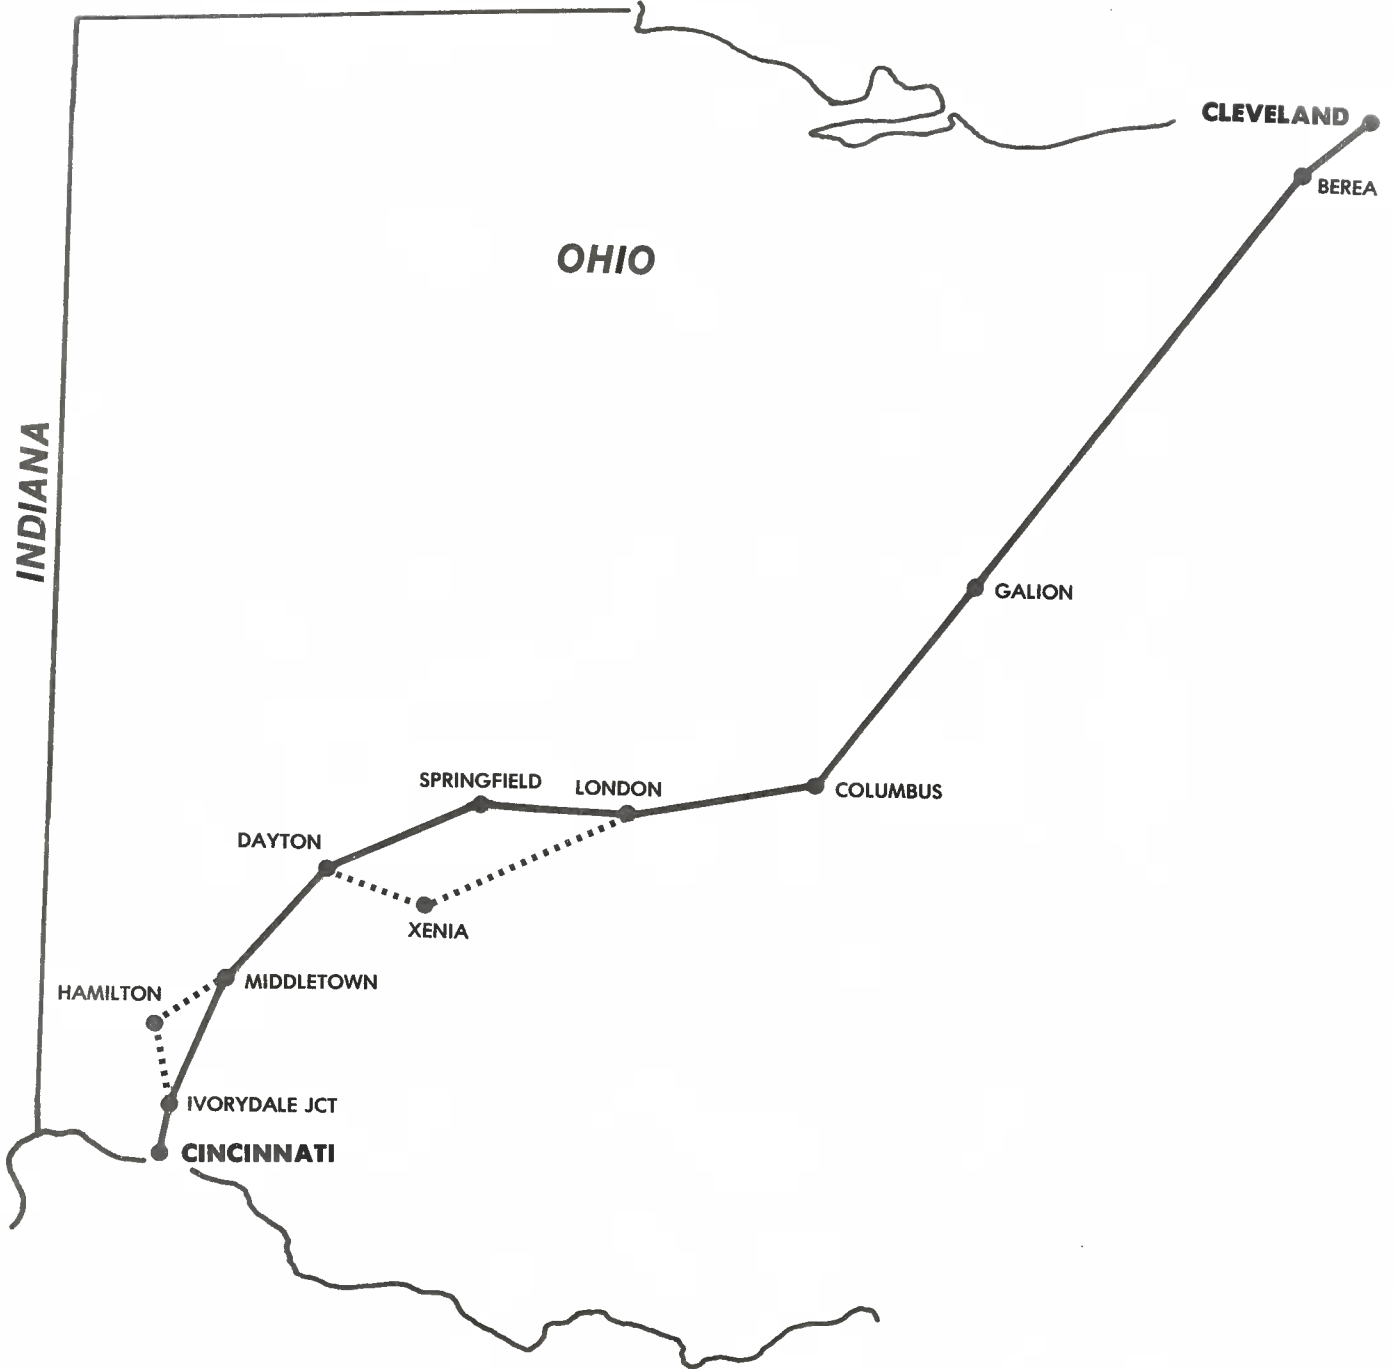 CLEVELAND
BEREA
OHIO
INDIANA
GALION
SPRINGFIELD
LONDON
COLUMBUS
DAYTON
XENIA
MIDDLETOWN
HAMILTON
IVORYDALE JCT
CINCINNATI